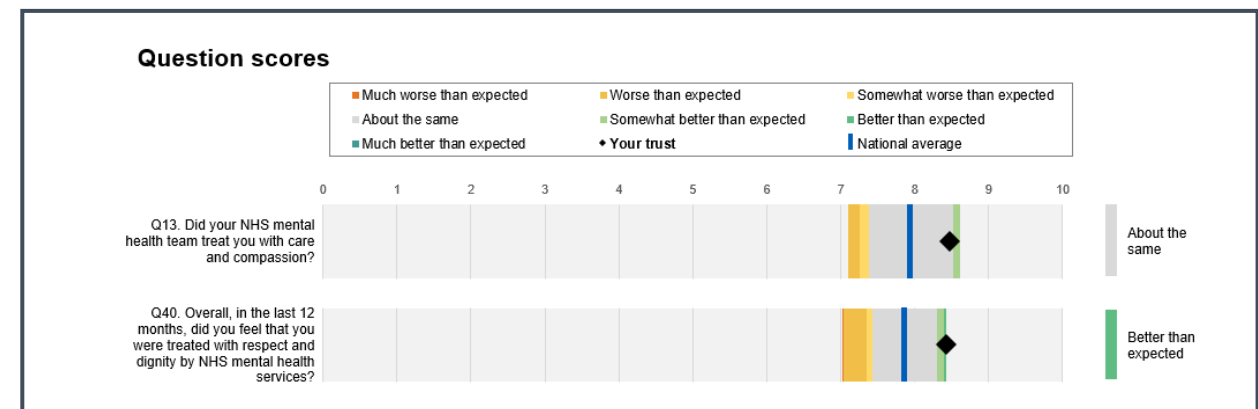 Question scores
Much worse than expected
Worse than expected
Somewhat worse than expected
About the same
Somewhat better than expected
Better than expected
Much better than expected
Your trust
National average
0 1 2 3 4 5 6 7 8 9 10
Q13. Did your NHS mental
health team treat you with care
and compassion?
About the
same
Q40. Overall, in the last 12
months, did you feel that you
were treated with respect and
dignity by NHS mental health
services?
Better than
expected